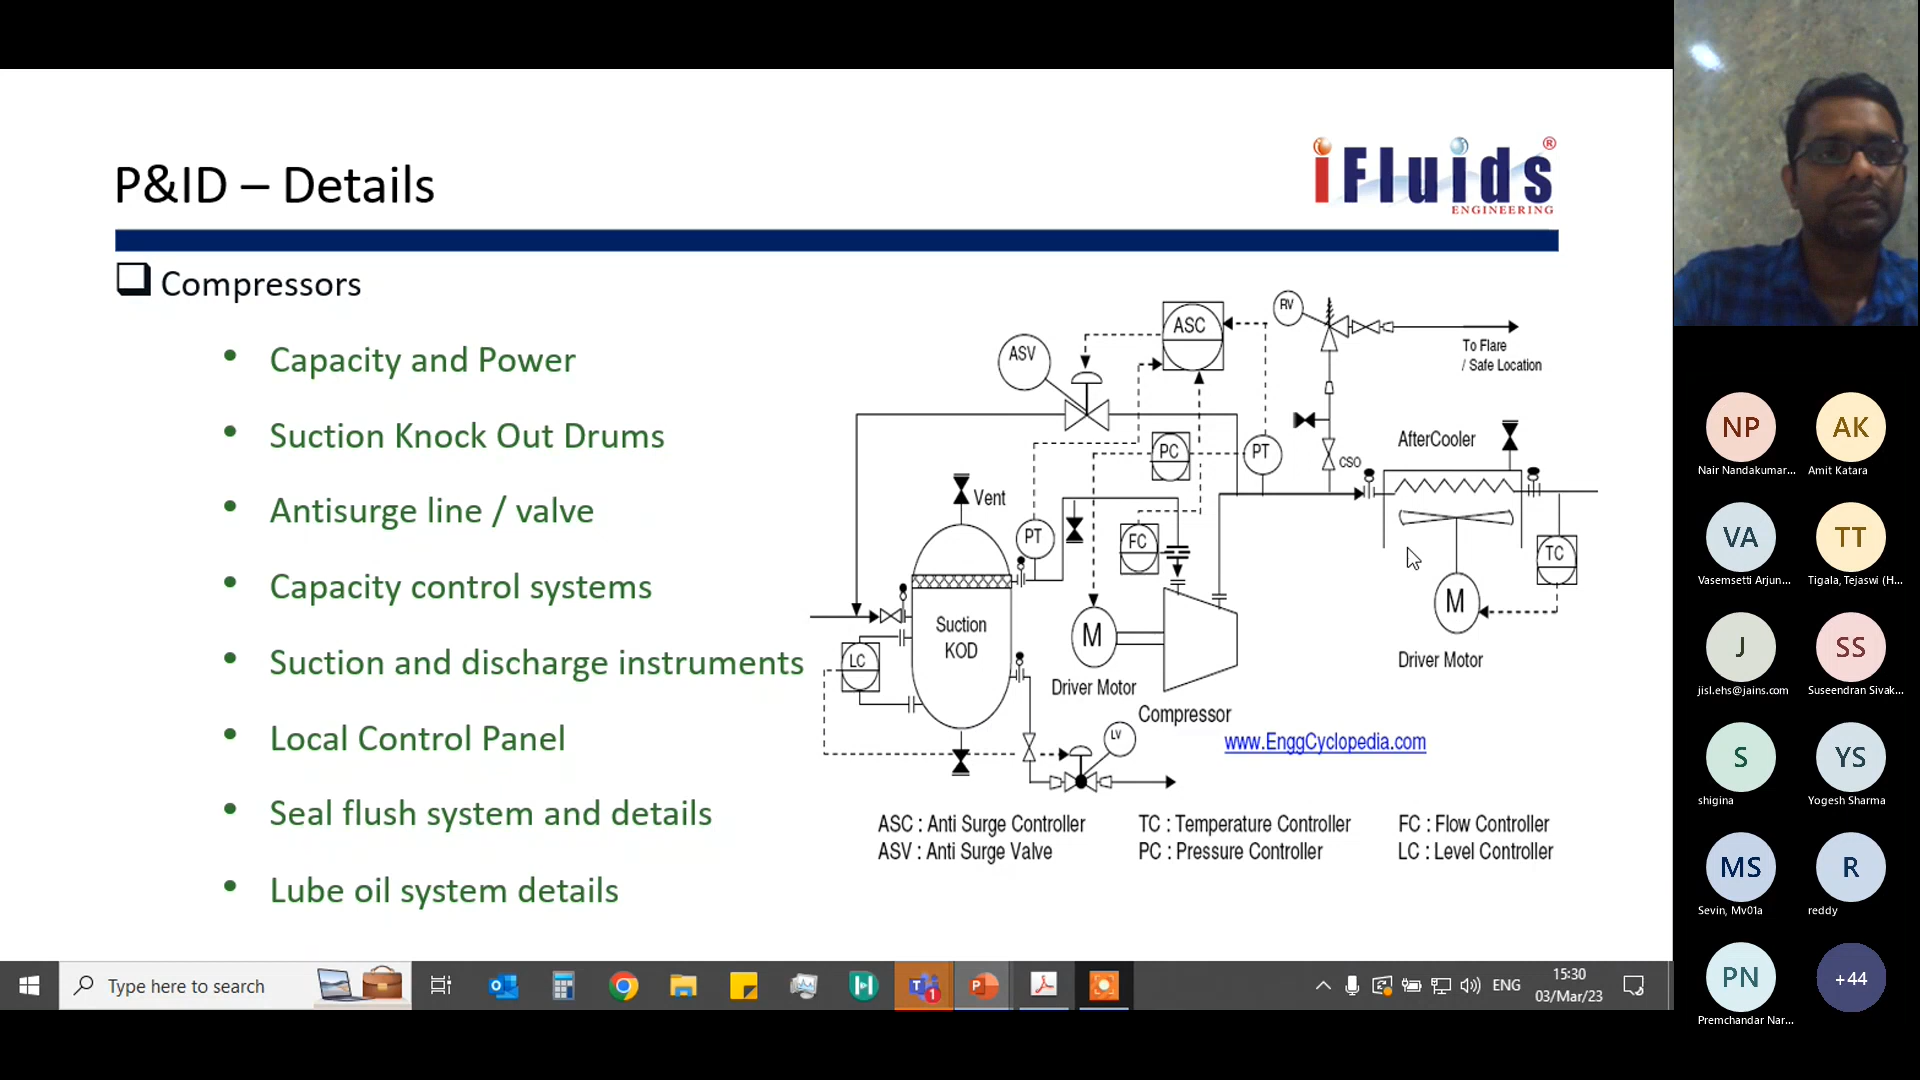 P&ID – Details
iFluids®
ENGINEERING
Compressors
• Capacity and Power
• Suction Knock Out Drums
• Antisurge line / valve
• Capacity control systems
• Suction and discharge instruments
• Local Control Panel
• Seal flush system and details
• Lube oil system details
ASC
RV
To Flare
/ Safe Location
ASV
AfterCooler
PC
PT
CSO
Vent
PT
FC
TC
M
Suction
KOD
M
LC
Driver Motor
Driver Motor
Compressor
LV
www.EnggCyclopedia.com
ASC : Anti Surge Controller
TC : Temperature Controller
FC : Flow Controller
ASV : Anti Surge Valve
PC : Pressure Controller
LC : Level Controller
Type here to search
1
ENG
15:30
03/Mar/23
NP
AK
Nair Nandakumar...
Amit Katara
VA
TT
Vasemsetti Arjun...
Tigala, Tejaswi (H...
J
SS
jisl.ehs@jains.com
Suseendran Sivak...
S
YS
shigina
Yogesh Sharma
MS
R
Sevin, Mv01a
reddy
PN
+44
Premchandar Nar...